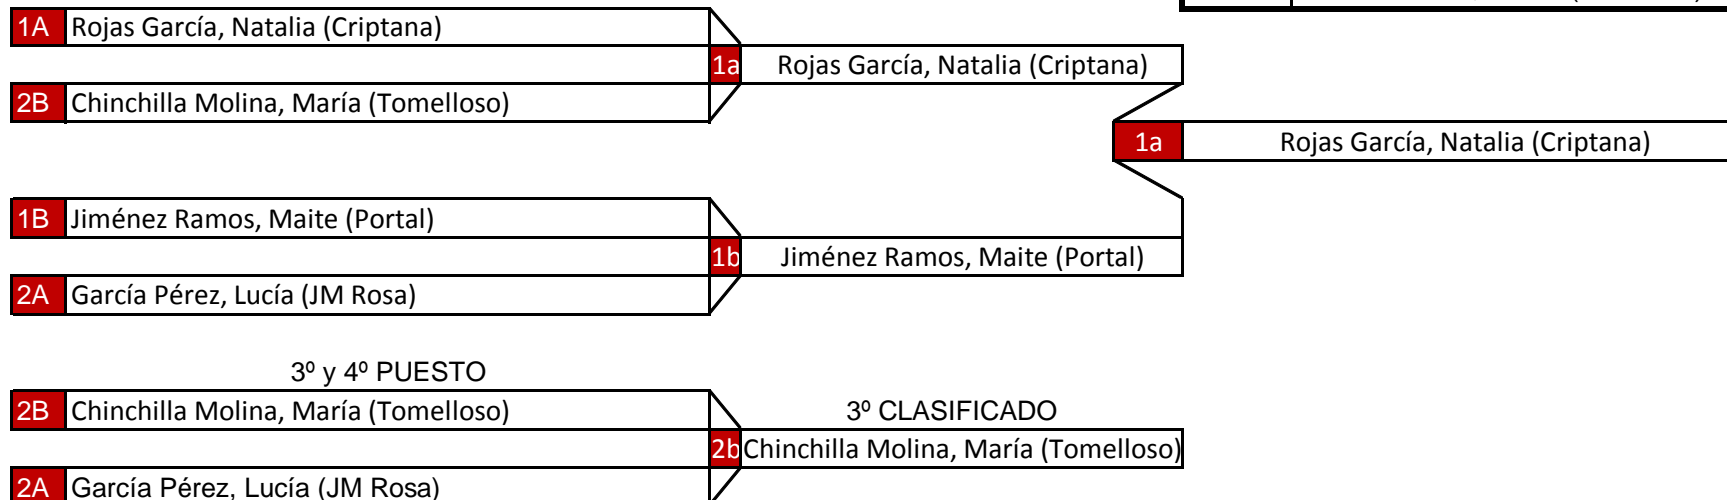 1A Rojas García, Natalia (Criptana)
1a Rojas García, Natalia (Criptana)
2B Chinchilla Molina, María (Tomelloso)
1a Rojas García, Natalia (Criptana)
1B Jiménez Ramos, Maite (Portal)
1b Jiménez Ramos, Maite (Portal)
2A García Pérez, Lucía (JM Rosa)
3º y 4º PUESTO
2B Chinchilla Molina, María (Tomelloso) 3º CLASIFICADO
2b Chinchilla Molina, María (Tomelloso)
2A García Pérez, Lucía (JM Rosa)